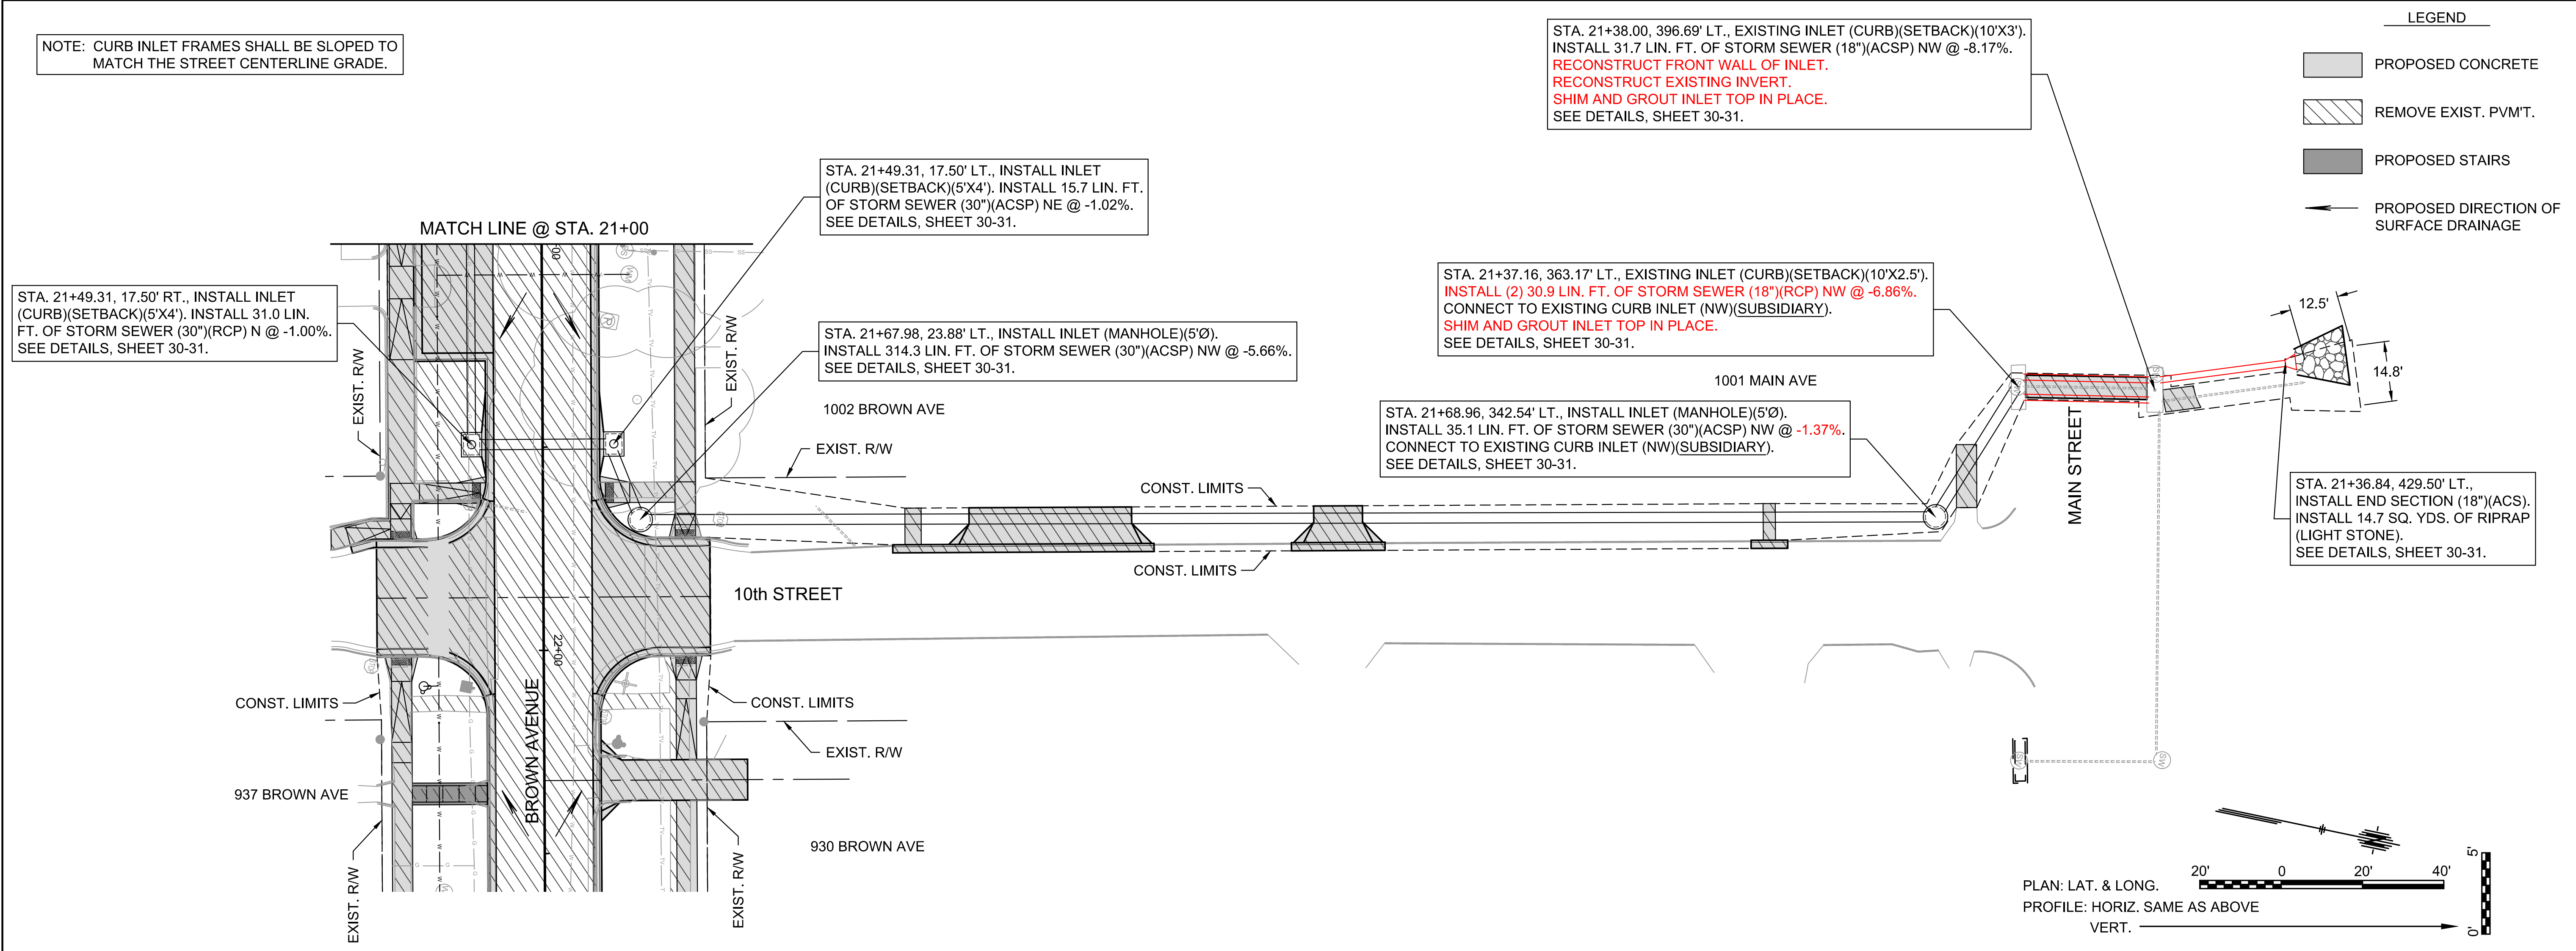 NOTE: CURB INLET FRAMES SHALL BE SLOPED TO
MATCH THE STREET CENTERLINE GRADE.
STA. 21+38.00, 396.69' LT., EXISTING INLET (CURB)(SETBACK)(10'X3').
INSTALL 31.7 LIN. FT. OF STORM SEWER (18")(ACSP) NW @ -8.17%.
RECONSTRUCT FRONT WALL OF INLET.
RECONSTRUCT EXISTING INVERT.
SHIM AND GROUT INLET TOP IN PLACE.
SEE DETAILS, SHEET 30-31.
LEGEND
PROPOSED CONCRETE
REMOVE EXIST. PVM'T.
PROPOSED STAIRS
PROPOSED DIRECTION OF
SURFACE DRAINAGE
STA. 21+49.31, 17.50' LT., INSTALL INLET
(CURB)(SETBACK)(5'X4'). INSTALL 15.7 LIN. FT.
OF STORM SEWER (30")(ACSP) NE @ -1.02%.
SEE DETAILS, SHEET 30-31.
MATCH LINE @ STA. 21+00
STA. 21+49.31, 17.50' RT., INSTALL INLET
(CURB)(SETBACK)(5'X4'). INSTALL 31.0 LIN.
FT. OF STORM SEWER (30")(RCP) N @ -1.00%.
SEE DETAILS, SHEET 30-31.
STA. 21+67.98, 23.88' LT., INSTALL INLET (MANHOLE)(5'Ø).
INSTALL 314.3 LIN. FT. OF STORM SEWER (30")(ACSP) NW @ -5.66%.
SEE DETAILS, SHEET 30-31.
STA. 21+37.16, 363.17' LT., EXISTING INLET (CURB)(SETBACK)(10'X2.5').
INSTALL (2) 30.9 LIN. FT. OF STORM SEWER (18")(RCP) NW @ -6.86%.
CONNECT TO EXISTING CURB INLET (NW)(SUBSIDIARY).
SHIM AND GROUT INLET TOP IN PLACE.
SEE DETAILS, SHEET 30-31.
12.5'
14.8'
1001 MAIN AVE
STA. 21+68.96, 342.54' LT., INSTALL INLET (MANHOLE)(5'Ø).
INSTALL 35.1 LIN. FT. OF STORM SEWER (30")(ACSP) NW @ -1.37%.
CONNECT TO EXISTING CURB INLET (NW)(SUBSIDIARY).
SEE DETAILS, SHEET 30-31.
EXIST. R/W
EXIST. R/W
1002 BROWN AVE
EXIST. R/W
CONST. LIMITS
CONST. LIMITS
MAIN STREET
STA. 21+36.84, 429.50' LT.,
INSTALL END SECTION (18")(ACS).
INSTALL 14.7 SQ. YDS. OF RIPRAP
(LIGHT STONE).
SEE DETAILS, SHEET 30-31.
10th STREET
+00
22+00
CONST. LIMITS
CONST. LIMITS
EXIST. R/W
BROWN AVENUE
937 BROWN AVE
930 BROWN AVE
EXIST. R/W
EXIST. R/W
SW
SW
SW
SW
N
PLAN: LAT. & LONG.
20' 0 20' 40'
PROFILE: HORIZ. SAME AS ABOVE
VERT.
0' 5'